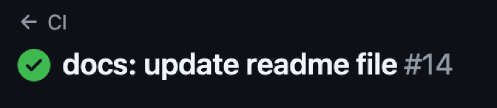 ← CI
docs: update readme file #14